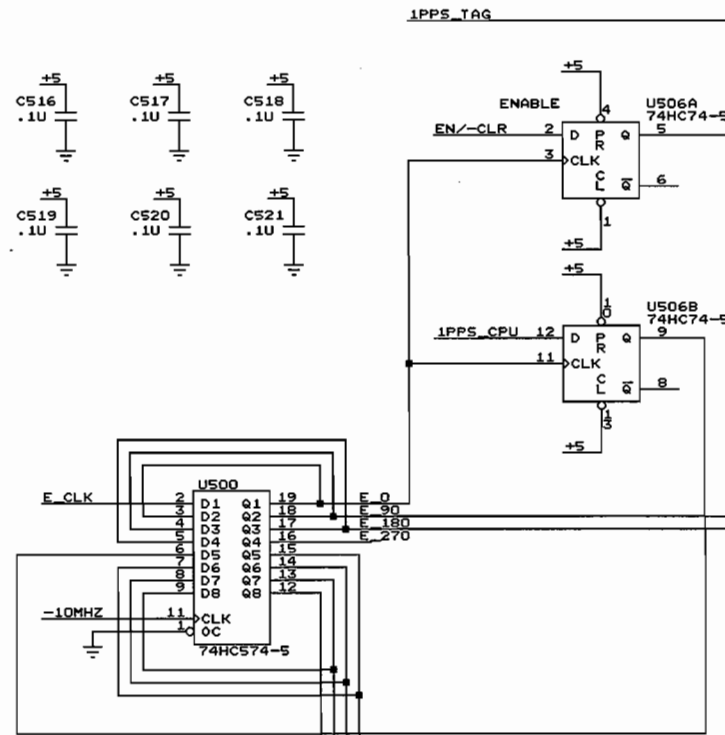 1PPS_TAG
+5 +5 +5
C516 C517 C518
.1U .1U .1U
+5 +5 +5
C519 C520 C521
.1U .1U .1U
+5
4
ENABLE
U506A
74HC74-5
EN/-CLR 2 D PR Q 5
3 CLK
CL Q 6
1
+5
+5
10
U506B
74HC74-5
1PPS_CPU 12 D PR Q 9
11 CLK
CL Q 8
13
+5
U500
E_CLK 2 D1 Q1 19 E_0
3 D2 Q2 18 E_90
4 D3 Q3 17 E_180
5 D4 Q4 16 E_270
6 D5 Q5 15
7 D6 Q6 14
8 D7 Q7 13
9 D8 Q8 12
-10MHZ 11 CLK
1 OC
74HC574-5